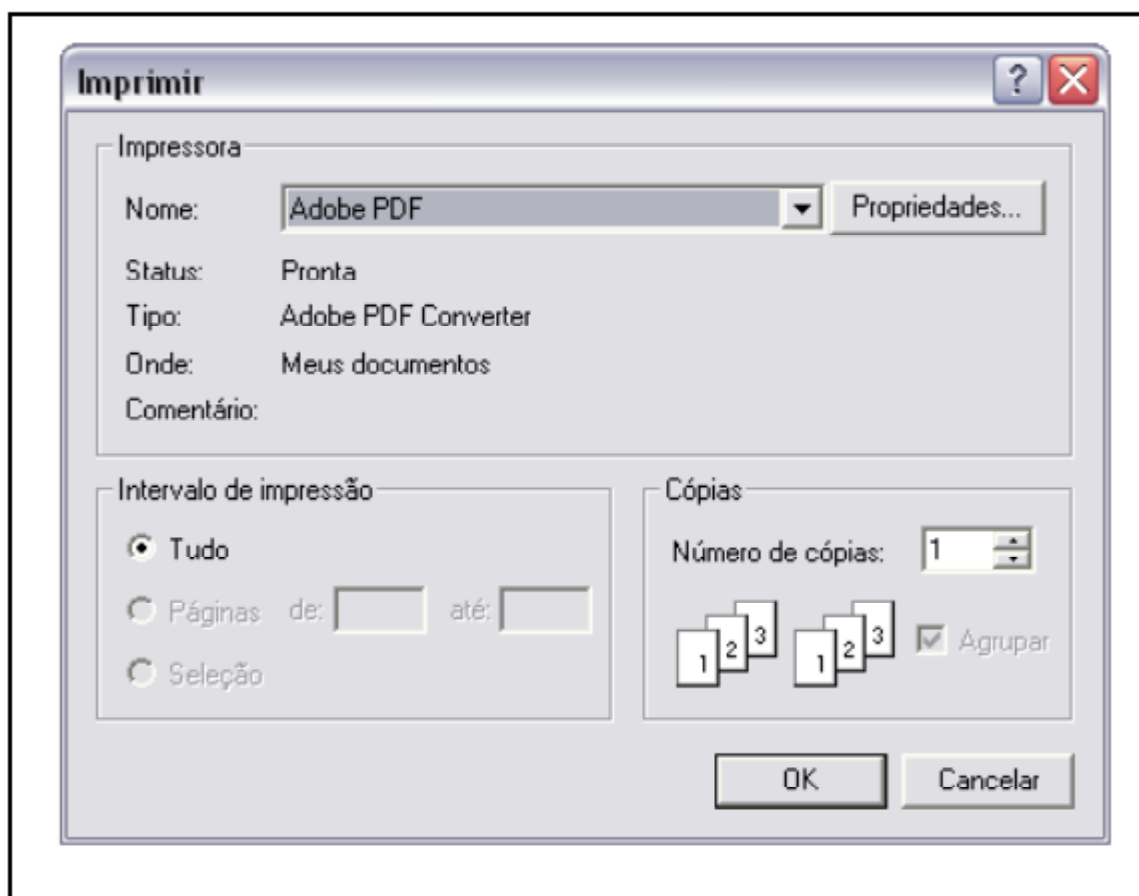 Imprimir
Impressora
Nome: Adobe PDF Propriedades...
Status: Pronta
Tipo: Adobe PDF Converter
Onde: Meus documentos
Comentário:
Intervalo de impressão
Tudo
Páginas de: até:
Seleção
Cópias
Número de cópias: 1
1 2 3 1 2 3 Agrupar
OK Cancelar